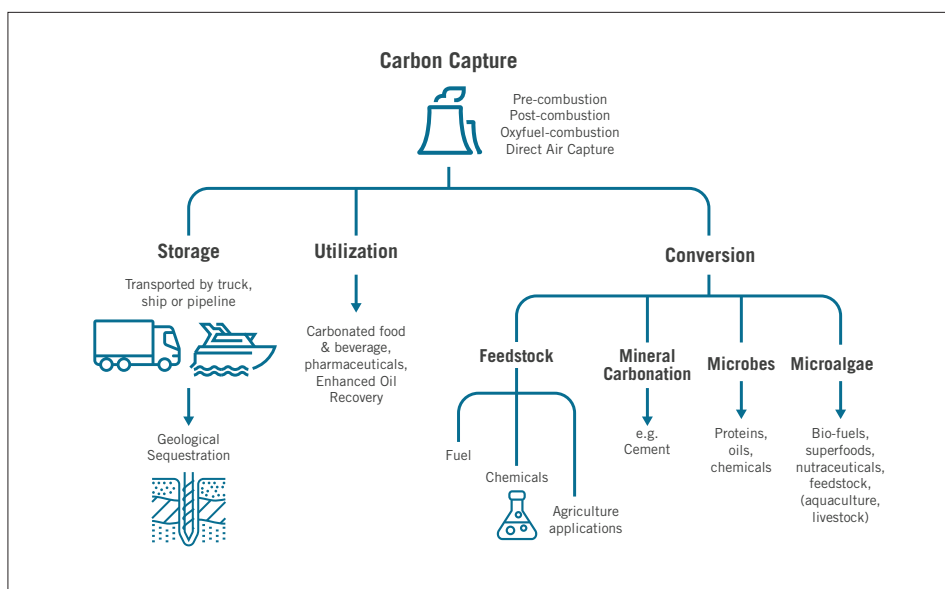 Carbon Capture
Pre-combustion
Post-combustion
Oxyfuel-combustion
Direct Air Capture
Storage
Transported by truck,
ship or pipeline
Geological
Sequestration
Utilization
Carbonated food
& beverage,
pharmaceuticals,
Enhanced Oil
Recovery
Conversion
Feedstock
Fuel
Chemicals
Agriculture
applications
Mineral
Carbonation
e.g.
Cement
Microbes
Proteins,
oils,
chemicals
Microalgae
Bio-fuels,
superfoods,
nutraceuticals,
feedstock,
(aquaculture,
livestock)